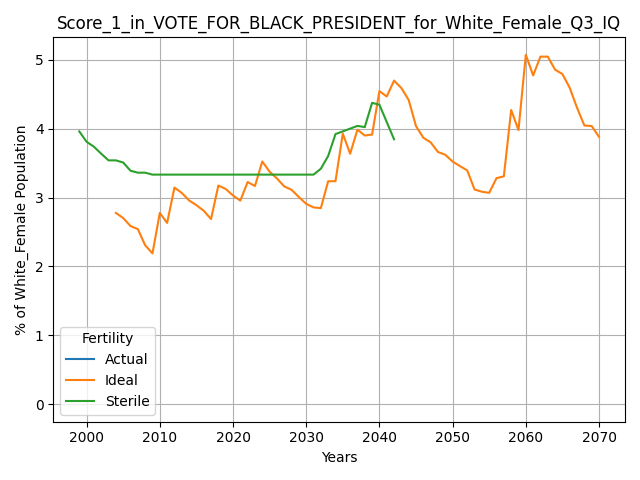 Score_1_in_VOTE_FOR_BLACK_PRESIDENT_for_White_Female_Q3_IQ
% of White_Female Population
5
4
3
2
1
0
Fertility
Actual
Ideal
Sterile
2000 2010 2020 2030 2040 2050 2060 2070
Years